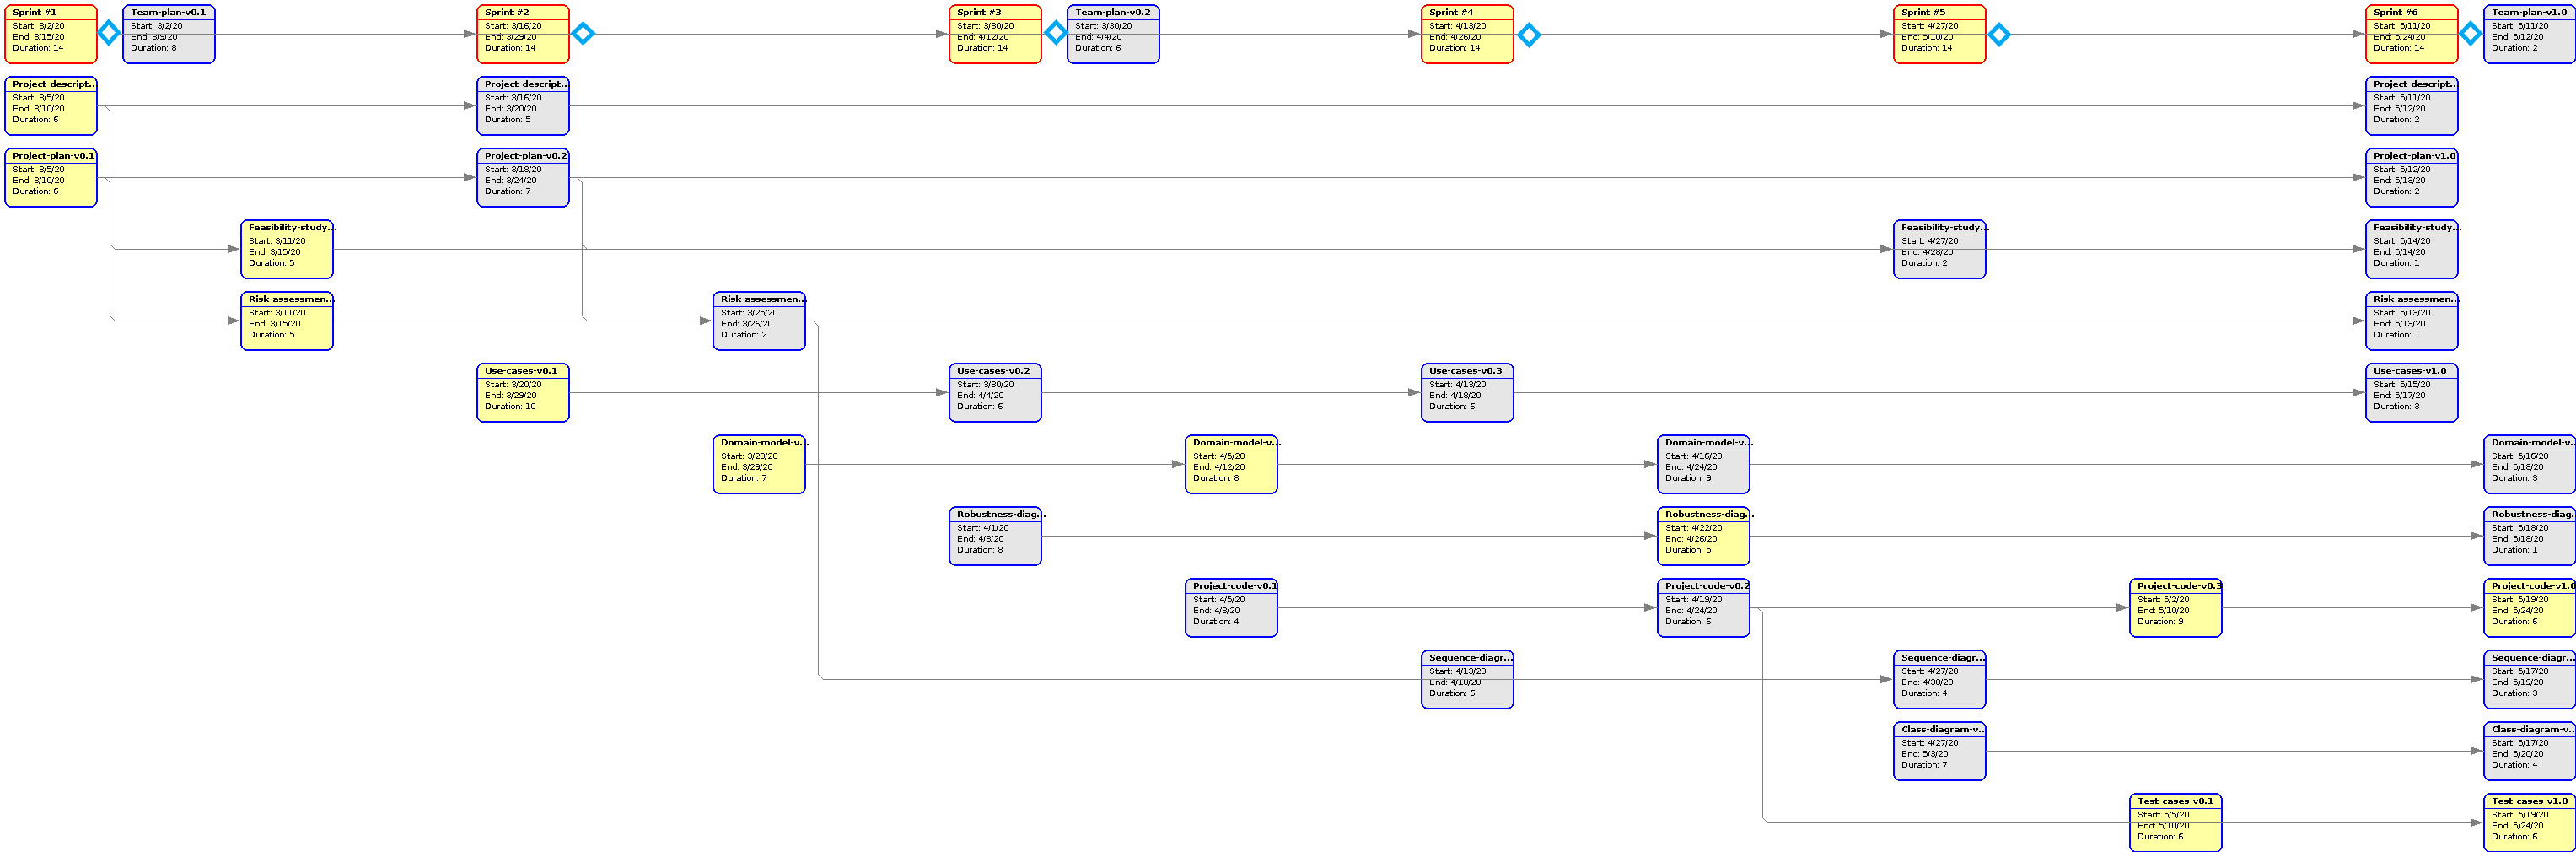 Sprint #1
Start: 3/2/20
End: 3/15/20
Duration: 14
Team-plan-v0.1
Start: 3/2/20
End: 3/9/20
Duration: 8
Sprint #2
Start: 3/16/20
End: 3/29/20
Duration: 14
Sprint #3
Start: 3/30/20
End: 4/12/20
Duration: 14
Team-plan-v0.2
Start: 3/30/20
End: 4/4/20
Duration: 6
Sprint #4
Start: 4/13/20
End: 4/26/20
Duration: 14
Sprint #5
Start: 4/27/20
End: 5/10/20
Duration: 14
Sprint #6
Start: 5/11/20
End: 5/24/20
Duration: 14
Team-plan-v1.0
Start: 5/11/20
End: 5/12/20
Duration: 2
Project-descript...
Start: 3/5/20
End: 3/10/20
Duration: 6
Project-descript...
Start: 3/16/20
End: 3/20/20
Duration: 5
Project-descript...
Start: 5/11/20
End: 5/12/20
Duration: 2
Project-plan-v0.1
Start: 3/5/20
End: 3/10/20
Duration: 6
Project-plan-v0.2
Start: 3/18/20
End: 3/24/20
Duration: 7
Project-plan-v1.0
Start: 5/12/20
End: 5/13/20
Duration: 2
Feasibility-study...
Start: 3/11/20
End: 3/15/20
Duration: 5
Feasibility-study...
Start: 4/27/20
End: 4/28/20
Duration: 2
Feasibility-study...
Start: 5/14/20
End: 5/14/20
Duration: 1
Risk-assessmen...
Start: 3/11/20
End: 3/15/20
Duration: 5
Risk-assessmen...
Start: 3/25/20
End: 3/26/20
Duration: 2
Risk-assessmen...
Start: 5/13/20
End: 5/13/20
Duration: 1
Use-cases-v0.1
Start: 3/20/20
End: 3/29/20
Duration: 10
Use-cases-v0.2
Start: 3/30/20
End: 4/4/20
Duration: 6
Use-cases-v0.3
Start: 4/13/20
End: 4/18/20
Duration: 6
Use-cases-v1.0
Start: 5/15/20
End: 5/17/20
Duration: 3
Domain-model-v...
Start: 3/23/20
End: 3/29/20
Duration: 7
Domain-model-v...
Start: 4/5/20
End: 4/12/20
Duration: 8
Domain-model-v...
Start: 4/16/20
End: 4/24/20
Duration: 9
Domain-model-v...
Start: 5/16/20
End: 5/18/20
Duration: 3
Robustness-diag...
Start: 4/1/20
End: 4/8/20
Duration: 8
Robustness-diag...
Start: 4/22/20
End: 4/26/20
Duration: 5
Robustness-diag...
Start: 5/18/20
End: 5/18/20
Duration: 1
Project-code-v0.1
Start: 4/5/20
End: 4/8/20
Duration: 4
Project-code-v0.2
Start: 4/19/20
End: 4/24/20
Duration: 6
Project-code-v0.3
Start: 5/2/20
End: 5/10/20
Duration: 9
Project-code-v1.0
Start: 5/19/20
End: 5/24/20
Duration: 6
Sequence-diagr...
Start: 4/13/20
End: 4/18/20
Duration: 6
Sequence-diagr...
Start: 4/27/20
End: 4/30/20
Duration: 4
Sequence-diagr...
Start: 5/17/20
End: 5/19/20
Duration: 3
Class-diagram-v...
Start: 4/27/20
End: 5/3/20
Duration: 7
Class-diagram-v...
Start: 5/17/20
End: 5/20/20
Duration: 4
Test-cases-v0.1
Start: 5/5/20
End: 5/10/20
Duration: 6
Test-cases-v1.0
Start: 5/19/20
End: 5/24/20
Duration: 6